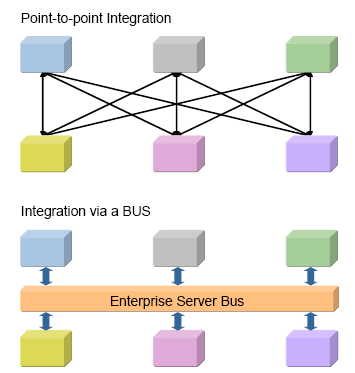 Point-to-point Integration
Integration via a BUS
Enterprise Server Bus